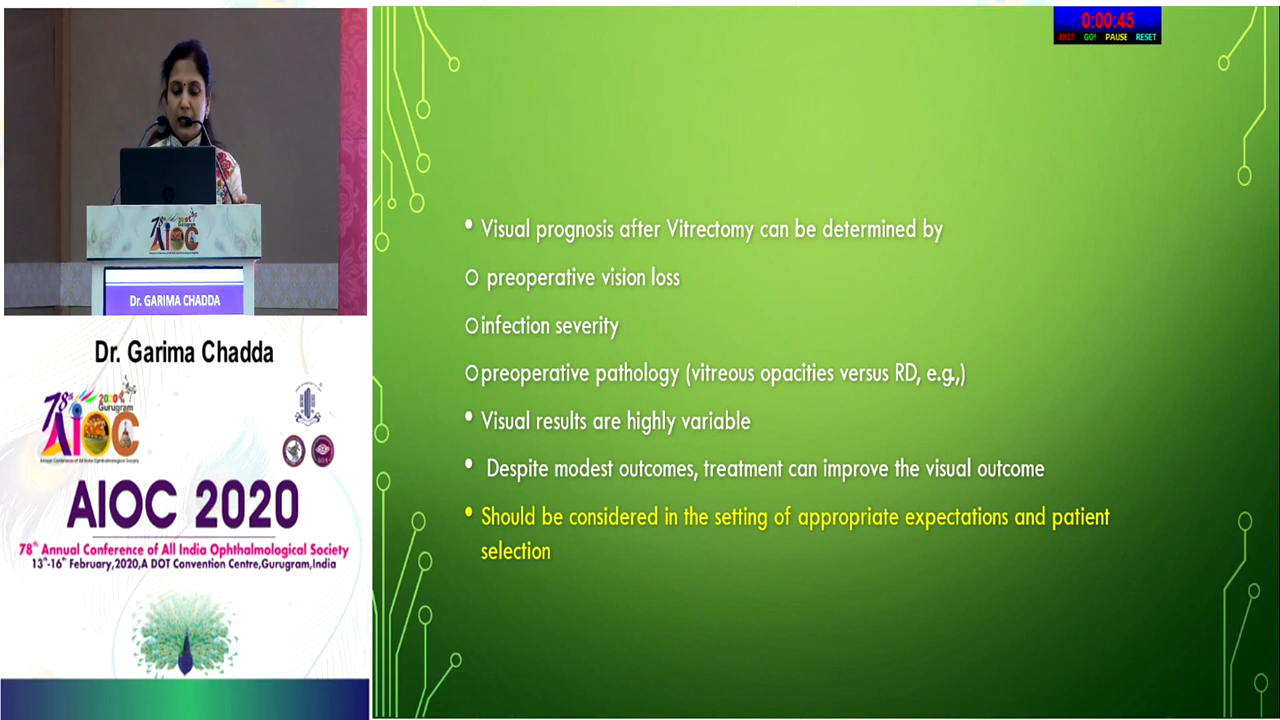 0:00:45
EXIT GO! PAUSE RESET
• Visual prognosis after Vitrectomy can be determined by
O preoperative vision loss
O infection severity
O preoperative pathology (vitreous opacities versus RD, e.g.,)
• Visual results are highly variable
• Despite modest outcomes, treatment can improve the visual outcome
• Should be considered in the setting of appropriate expectations and patient
selection
AIOC
Dr. GARIMA CHADDA
Dr. Garima Chadda
78th 2020
Gurugram
AIOC
AIOC 2020
78th Annual Conference of All India Ophthalmological Society
13th-16th February,2020,A DOT Convention Centre,Gurugram,India